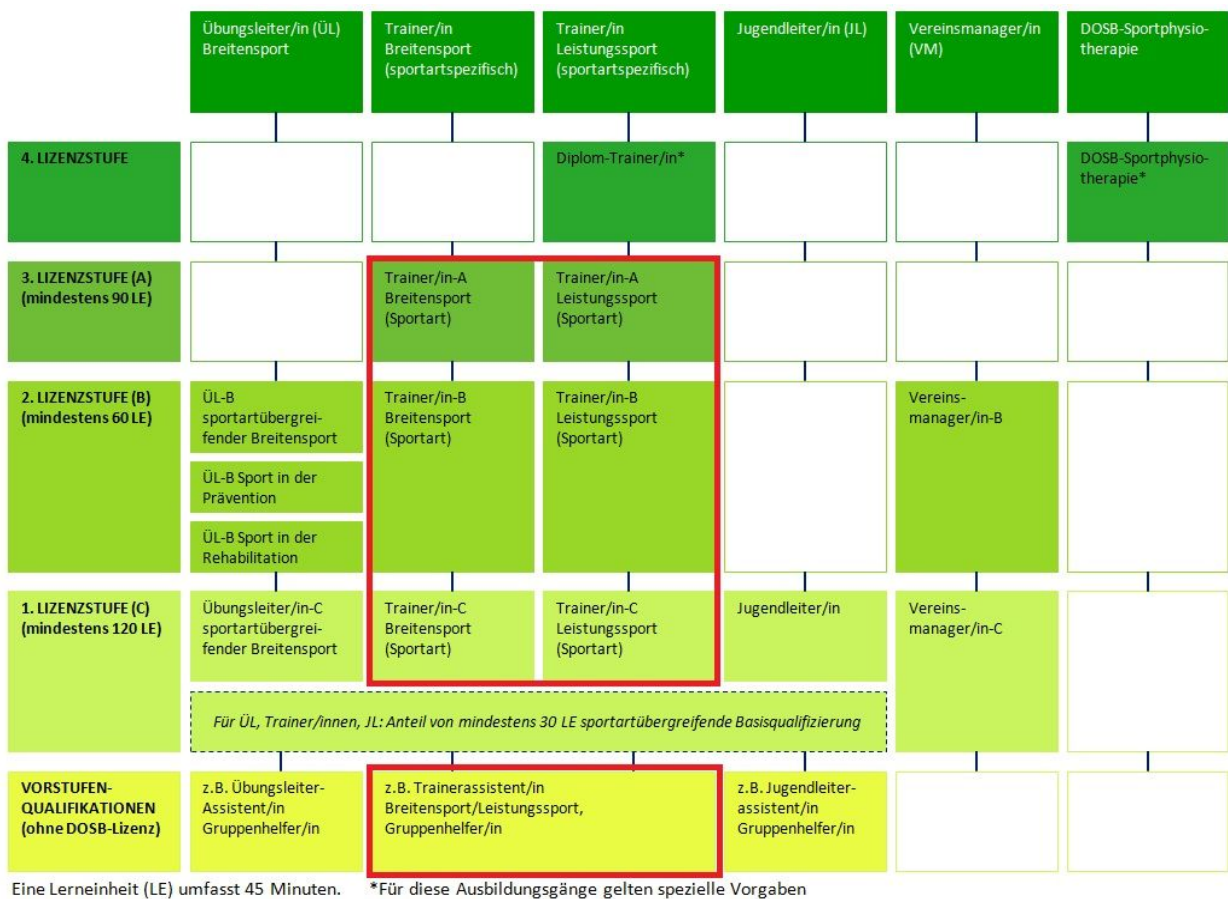 Übungsleiter/in (ÜL)
Breitensport
Trainer/in
Breitensport
(sportartspezifisch)
Trainer/in
Leistungssport
(sportartspezifisch)
Jugendleiter/in (JL)
Vereinsmanager/in
(VM)
DOSB-Sportphysio-
therapie
4. LIZENZSTUFE
Diplom-Trainer/in*
DOSB-Sportphysio-
therapie*
3. LIZENZSTUFE (A)
(mindestens 90 LE)
Trainer/in-A
Breitensport
(Sportart)
Trainer/in-A
Leistungssport
(Sportart)
2. LIZENZSTUFE (B)
(mindestens 60 LE)
ÜL-B
sportartübergrei-
fender Breitensport
ÜL-B Sport in der
Prävention
ÜL-B Sport in der
Rehabilitation
Trainer/in-B
Breitensport
(Sportart)
Trainer/in-B
Leistungssport
(Sportart)
Vereins-
manager/in-B
1. LIZENZSTUFE (C)
(mindestens 120 LE)
Übungsleiter/in-C
sportartübergrei-
fender Breitensport
Trainer/in-C
Breitensport
(Sportart)
Trainer/in-C
Leistungssport
(Sportart)
Jugendleiter/in
Vereins-
manager/in-C
Für ÜL, Trainer/innen, JL: Anteil von mindestens 30 LE sportartübergreifende Basisqualifizierung
VORSTUFEN-
QUALIFIKATIONEN
(ohne DOSB-Lizenz)
z.B. Übungsleiter-
Assistent/in
Gruppenhelfer/in
z.B. Trainerassistent/in
Breitensport/Leistungssport,
Gruppenhelfer/in
z.B. Jugendleiter-
assistent/in
Gruppenhelfer/in
Eine Lerneinheit (LE) umfasst 45 Minuten.
*Für diese Ausbildungsgänge gelten spezielle Vorgaben